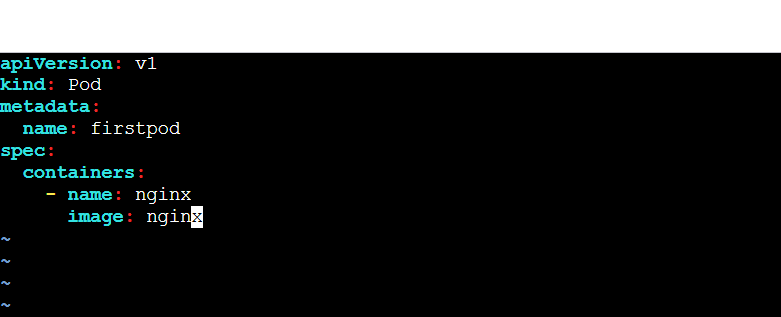 apiVersion: v1
kind: Pod
metadata:
  name: firstpod
spec:
  containers:
    - name: nginx
      image: nginx
~
~
~
~